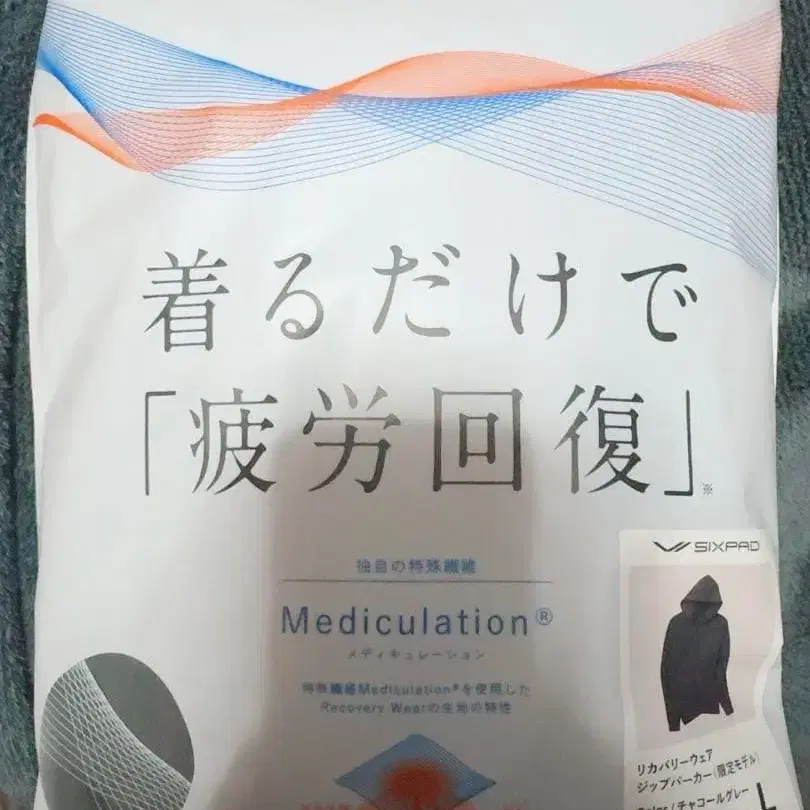 着るだけで
「疲労回復」※
独自の特殊繊維
Mediculation®
メディキュレーション
特殊繊維Mediculation®を使用した
Recovery Wearの生地の特性
SIXPAD
リカバリーウェア
ジップパーカー(限定モデル)
Color / チャコールグレー L